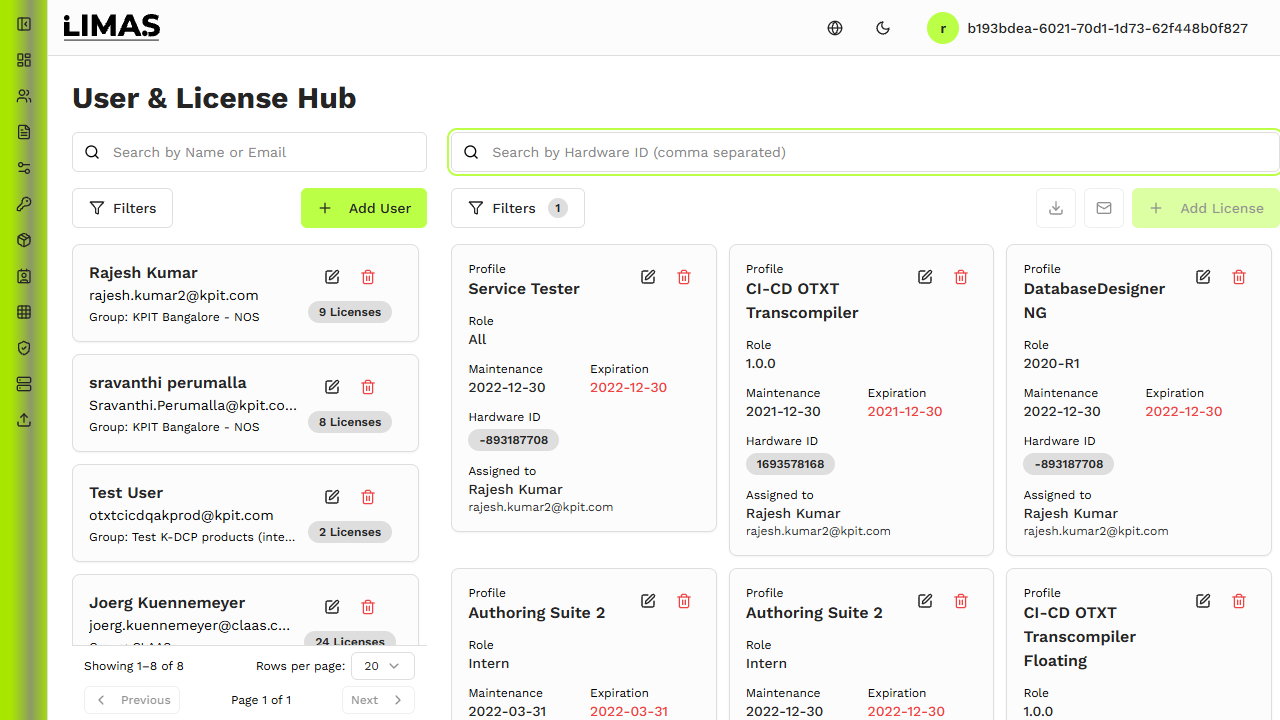 LIMAS
r b193bdea-6021-70d1-1d73-62f448b0f827
User & License Hub
Search by Name or Email
Search by Hardware ID (comma separated)
Filters
Add User
Filters 1
Add License
Rajesh Kumar
rajesh.kumar2@kpit.com
Group: KPIT Bangalore - NOS
9 Licenses
sravanthi perumalla
Sravanthi.Perumalla@kpit.co...
Group: KPIT Bangalore - NOS
8 Licenses
Test User
otxtcicdqakprod@kpit.com
Group: Test K-DCP products (inte...
2 Licenses
Joerg Kuennemeyer
joerg.kuennemeyer@claas.c...
24 Licenses
Showing 1–8 of 8
Rows per page: 20
Previous
Page 1 of 1
Next
Profile
Service Tester
Role
All
Maintenance Expiration
2022-12-30 2022-12-30
Hardware ID
-893187708
Assigned to
Rajesh Kumar
rajesh.kumar2@kpit.com
Profile
CI-CD OTXT
Transcompiler
Role
1.0.0
Maintenance Expiration
2021-12-30 2021-12-30
Hardware ID
1693578168
Assigned to
Rajesh Kumar
rajesh.kumar2@kpit.com
Profile
DatabaseDesigner
NG
Role
2020-R1
Maintenance Expiration
2022-12-30 2022-12-30
Hardware ID
-893187708
Assigned to
Rajesh Kumar
rajesh.kumar2@kpit.com
Profile
Authoring Suite 2
Role
Intern
Maintenance Expiration
2022-03-31 2022-03-31
Profile
Authoring Suite 2
Role
Intern
Maintenance Expiration
2022-12-30 2022-12-30
Profile
CI-CD OTXT
Transcompiler
Floating
Role
1.0.0